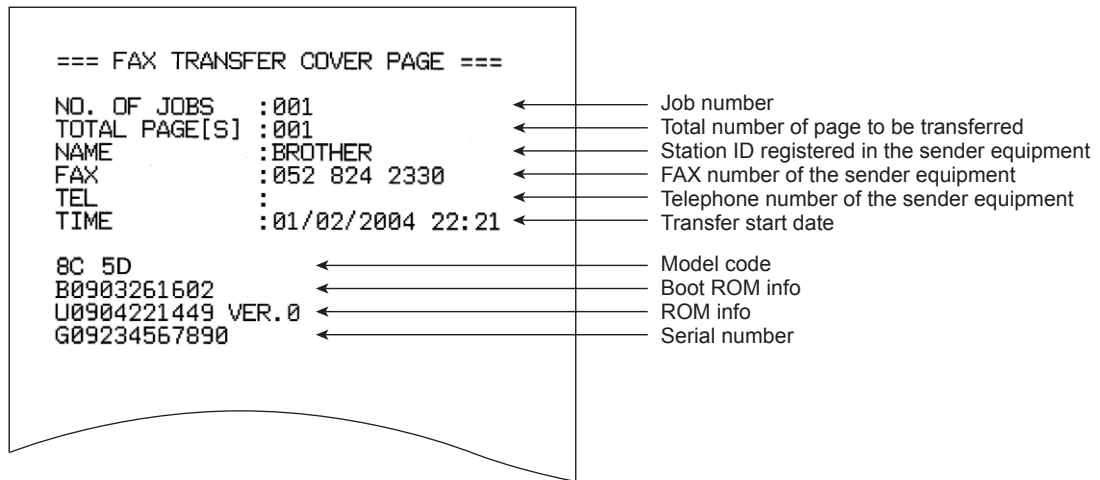 === FAX TRANSFER COVER PAGE ===
NO. OF JOBS :001 Job number
TOTAL PAGE[S] :001 Total number of page to be transferred
NAME :BROTHER Station ID registered in the sender equipment
FAX :052 824 2330 FAX number of the sender equipment
TEL : Telephone number of the sender equipment
TIME :01/02/2004 22:21 Transfer start date
8C 5D Model code
B0903261602 Boot ROM info
U0904221449 VER.0 ROM info
G09234567890 Serial number